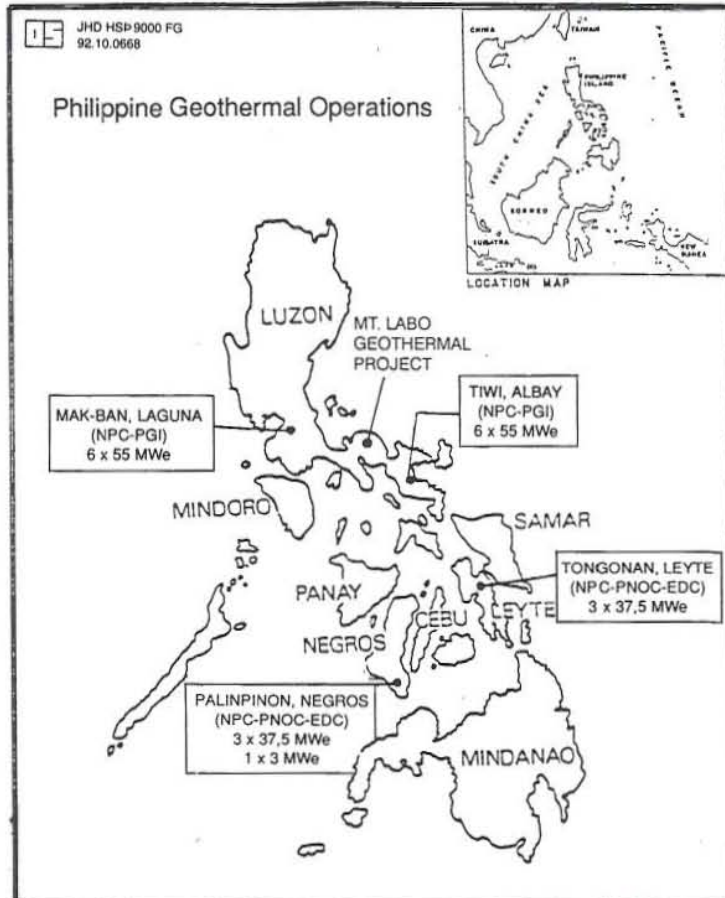 JHD HSÞ 9000 FG
92.10.0668
Philippine Geothermal Operations
CHINA
TAIWAN
PACIFIC OCEAN
PHILIPPINE
ISLAND
SOUTH CHINA SEA
BORNEO
SUMATRA
NEW
GUINEA
LOCATION MAP
LUZON
MT. LABO
GEOTHERMAL
PROJECT
MAK-BAN, LAGUNA
(NPC-PGI)
6 x 55 MWe
TIWI, ALBAY
(NPC-PGI)
6 x 55 MWe
MINDORO
SAMAR
TONGONAN, LEYTE
(NPC-PNOC-EDC)
3 x 37,5 MWe
PANAY
CEBU
LEYTE
NEGROS
PALINPINON, NEGROS
(NPC-PNOC-EDC)
3 x 37,5 MWe
1 x 3 MWe
MINDANAO